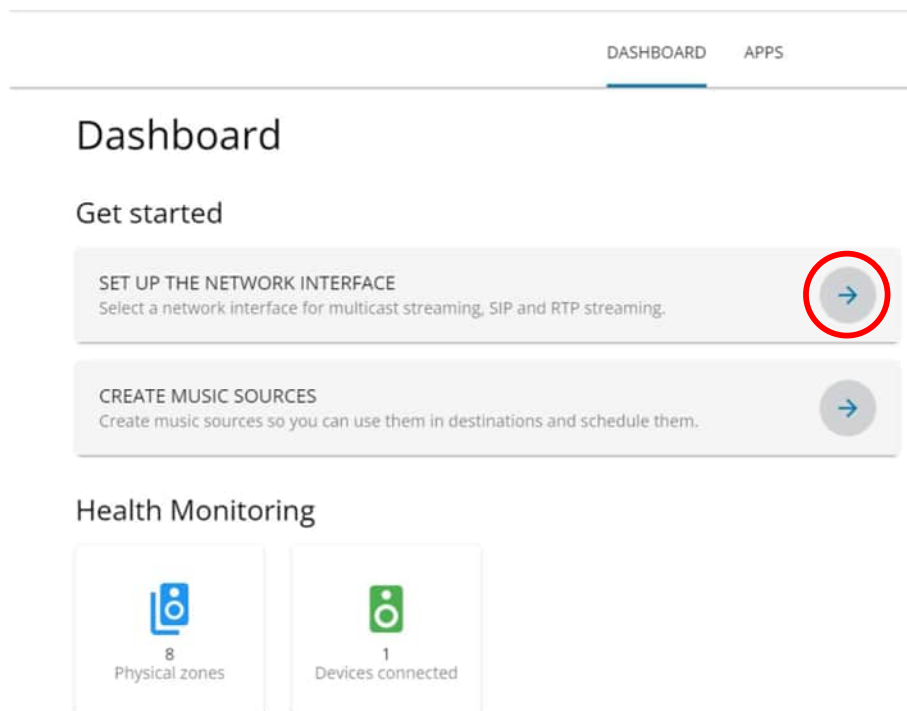 DASHBOARD APPS
Dashboard
Get started
SET UP THE NETWORK INTERFACE
Select a network interface for multicast streaming, SIP and RTP streaming.
CREATE MUSIC SOURCES
Create music sources so you can use them in destinations and schedule them.
Health Monitoring
8 1
Physical zones Devices connected